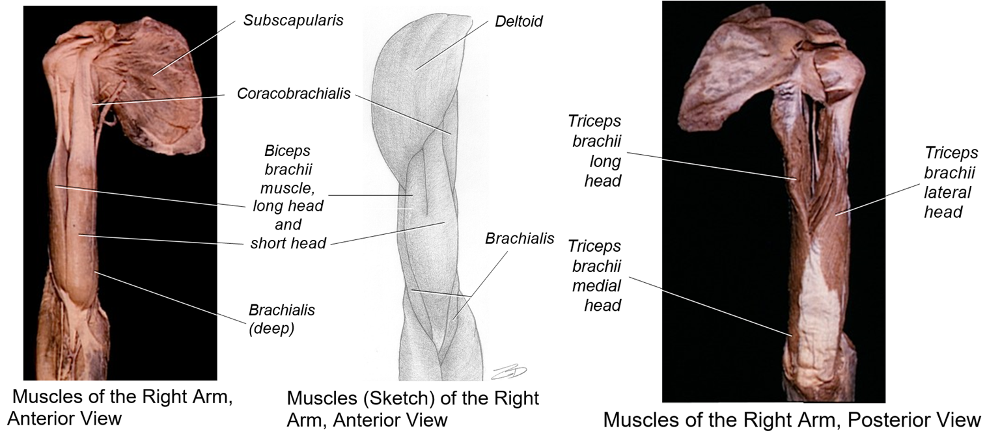 Subscapularis
Deltoid
Coracobrachialis
Biceps
brachii
muscle,
long head
and
short head
Brachialis
Brachialis
(deep)
Triceps
brachii
long
head
Triceps
brachii
lateral
head
Triceps
brachii
medial
head
Muscles of the Right Arm,
Anterior View
Muscles (Sketch) of the Right
Arm, Anterior View
Muscles of the Right Arm, Posterior View